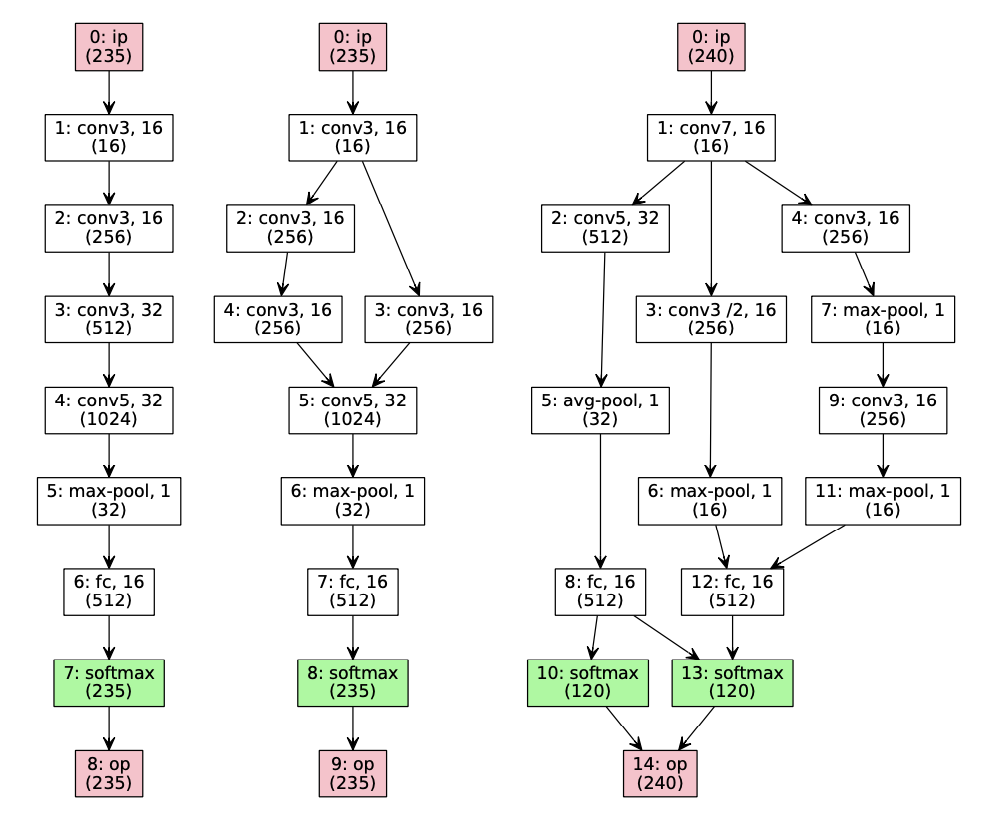 0: ip
(235)
1: conv3, 16
(16)
2: conv3, 16
(256)
3: conv3, 32
(512)
4: conv5, 32
(1024)
5: max-pool, 1
(32)
6: fc, 16
(512)
7: softmax
(235)
8: op
(235)
0: ip
(235)
1: conv3, 16
(16)
2: conv3, 16
(256)
4: conv3, 16
(256)
3: conv3, 16
(256)
5: conv5, 32
(1024)
6: max-pool, 1
(32)
7: fc, 16
(512)
8: softmax
(235)
9: op
(235)
0: ip
(240)
1: conv7, 16
(16)
2: conv5, 32
(512)
4: conv3, 16
(256)
3: conv3 /2, 16
(256)
7: max-pool, 1
(16)
5: avg-pool, 1
(32)
9: conv3, 16
(256)
6: max-pool, 1
(16)
11: max-pool, 1
(16)
8: fc, 16
(512)
12: fc, 16
(512)
10: softmax
(120)
13: softmax
(120)
14: op
(240)